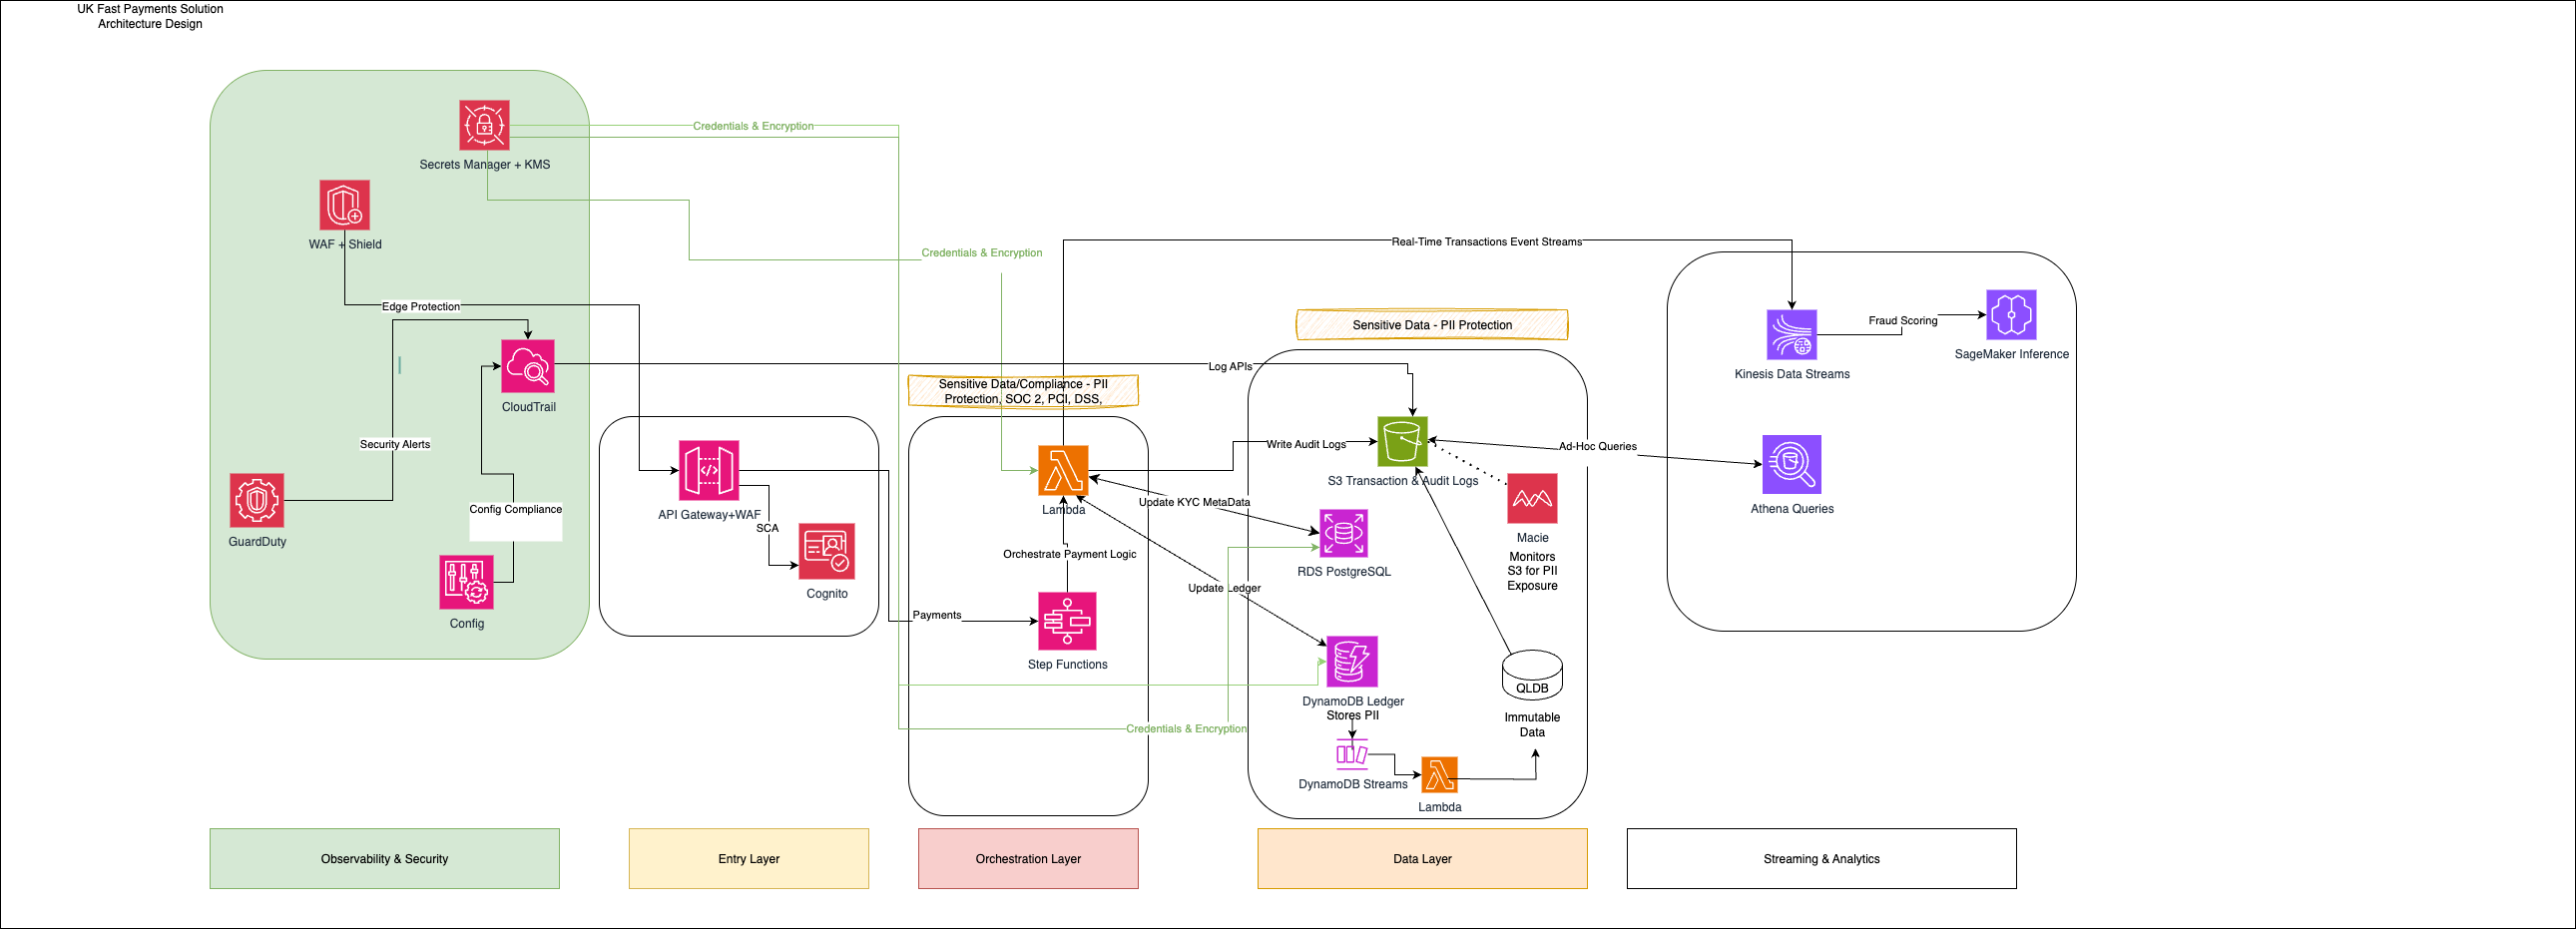 UK Fast Payments Solution
Architecture Design
Secrets Manager + KMS
Credentials & Encryption
WAF + Shield
Edge Protection
Credentials & Encryption
CloudTrail
Security Alerts
GuardDuty
Config Compliance
Config
API Gateway+WAF
SCA
Cognito
Sensitive Data/Compliance - PII
Protection, SOC 2, PCI, DSS,
Lambda
Orchestrate Payment Logic
Payments
Step Functions
Real-Time Transactions Event Streams
Log APIs
Write Audit Logs
Update KYC MetaData
Update Ledger
Credentials & Encryption
Sensitive Data - PII Protection
S3 Transaction & Audit Logs
Macie
Monitors
S3 for PII
Exposure
RDS PostgreSQL
DynamoDB Ledger
Stores PII
DynamoDB Streams
Lambda
QLDB
Immutable
Data
Ad-Hoc Queries
Kinesis Data Streams
Fraud Scoring
SageMaker Inference
Athena Queries
Observability & Security
Entry Layer
Orchestration Layer
Data Layer
Streaming & Analytics